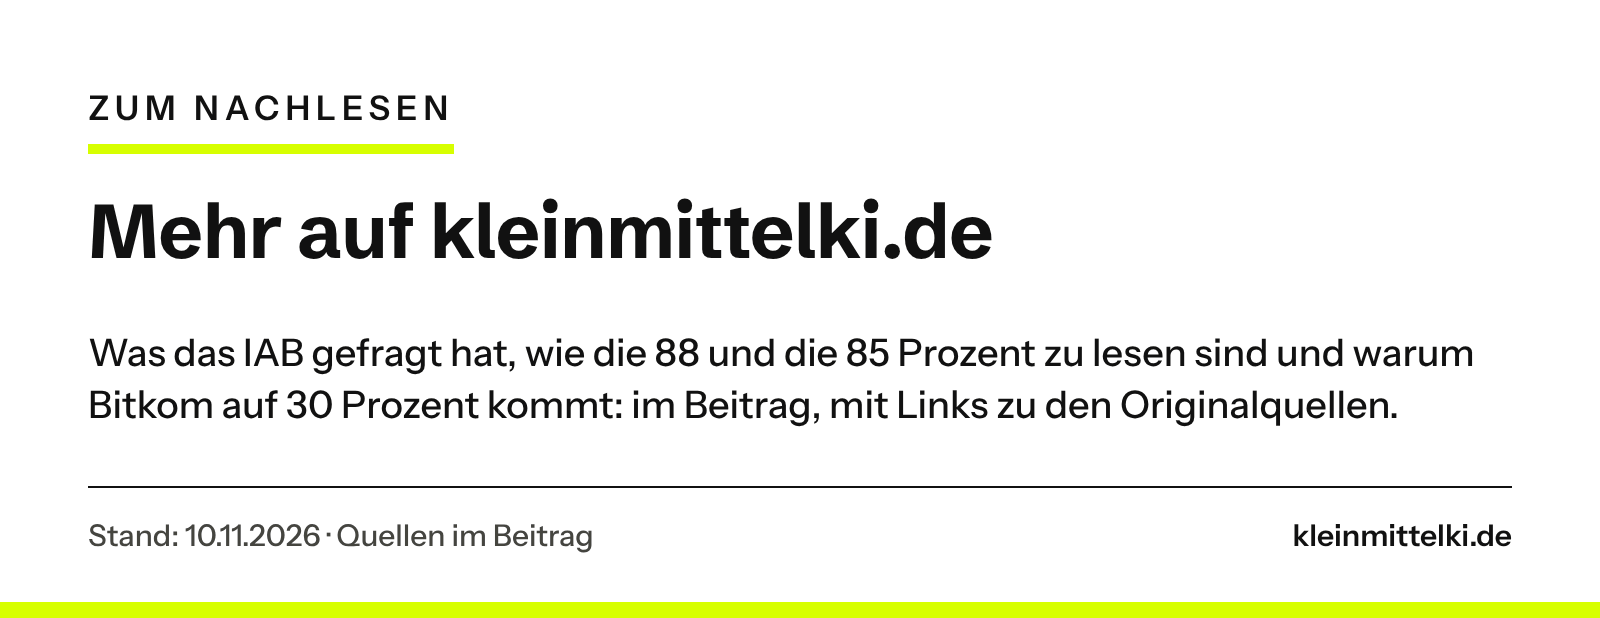 ZUM NACHLESEN
Mehr auf kleinmittelki.de
Was das IAB gefragt hat, wie die 88 und die 85 Prozent zu lesen sind und warum
Bitkom auf 30 Prozent kommt: im Beitrag, mit Links zu den Originalquellen.
Stand: 10.11.2026 · Quellen im Beitrag
kleinmittelki.de